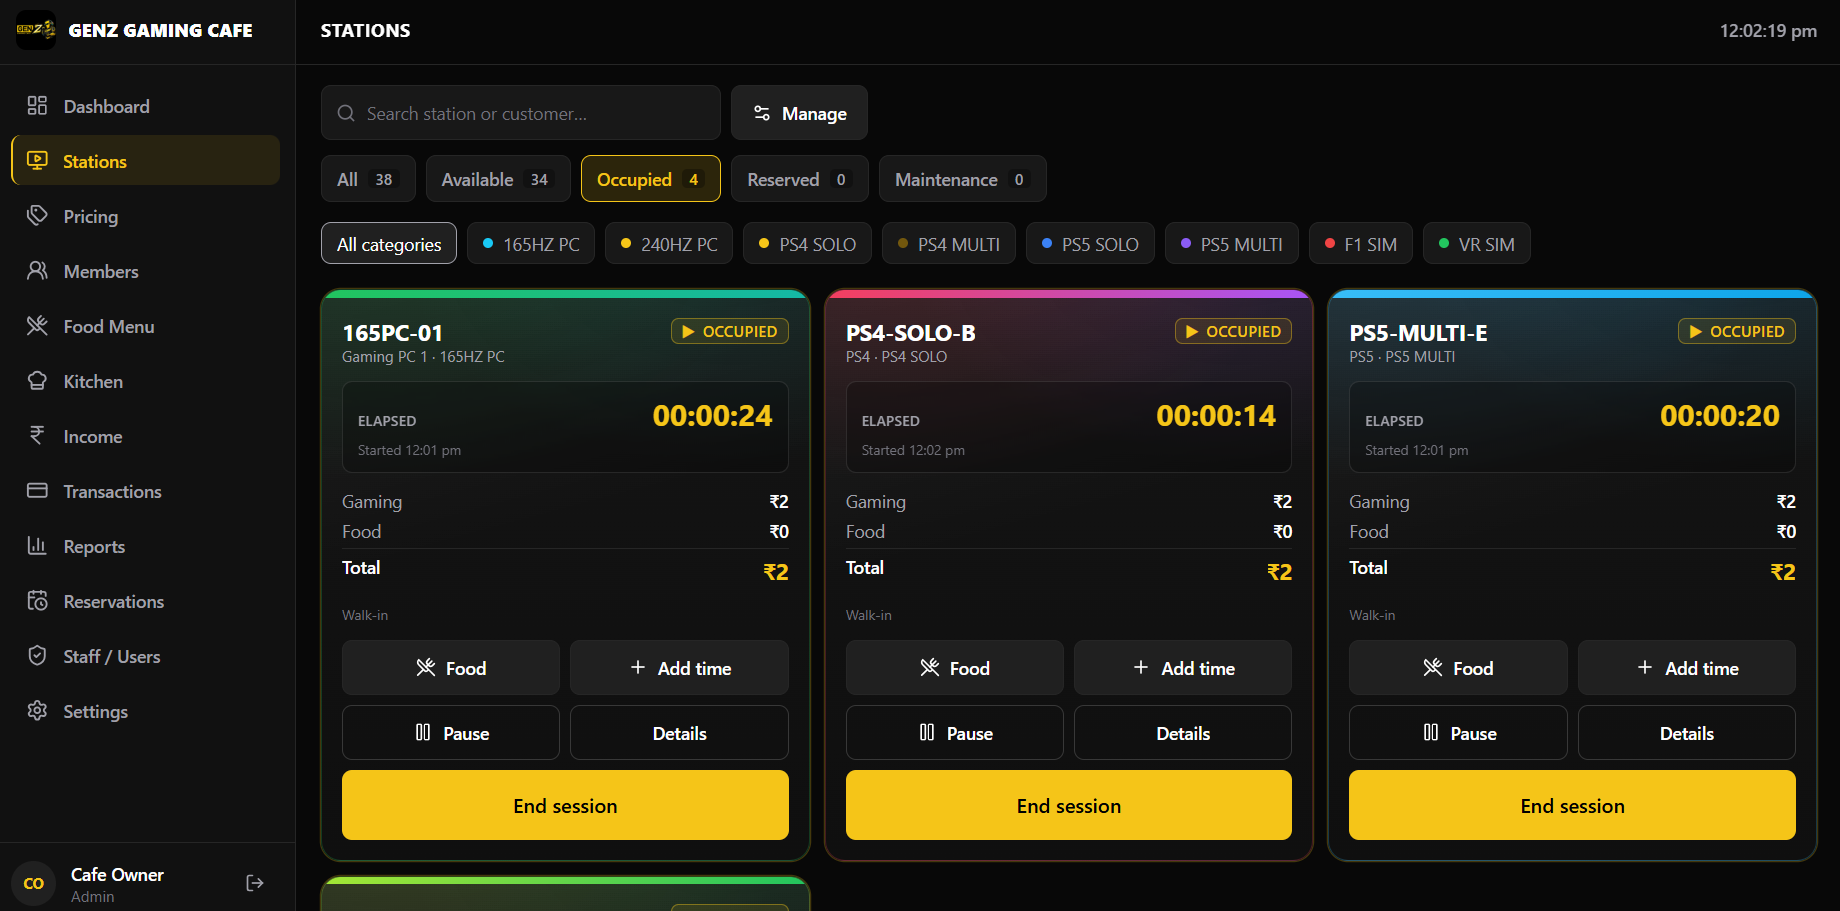 GENZ GAMING CAFE
STATIONS
12:02:19 pm
Dashboard
Stations
Pricing
Members
Food Menu
Kitchen
Income
Transactions
Reports
Reservations
Staff / Users
Settings
CO
Cafe Owner
Admin
Search station or customer...
Manage
All 38
Available 34
Occupied 4
Reserved 0
Maintenance 0
All categories
165HZ PC
240HZ PC
PS4 SOLO
PS4 MULTI
PS5 SOLO
PS5 MULTI
F1 SIM
VR SIM
165PC-01
OCCUPIED
Gaming PC 1 · 165HZ PC
ELAPSED
00:00:24
Started 12:01 pm
Gaming ₹2
Food ₹0
Total ₹2
Walk-in
Food
Add time
Pause
Details
End session
PS4-SOLO-B
OCCUPIED
PS4 · PS4 SOLO
ELAPSED
00:00:14
Started 12:02 pm
Gaming ₹2
Food ₹0
Total ₹2
Walk-in
Food
Add time
Pause
Details
End session
PS5-MULTI-E
OCCUPIED
PS5 · PS5 MULTI
ELAPSED
00:00:20
Started 12:01 pm
Gaming ₹2
Food ₹0
Total ₹2
Walk-in
Food
Add time
Pause
Details
End session